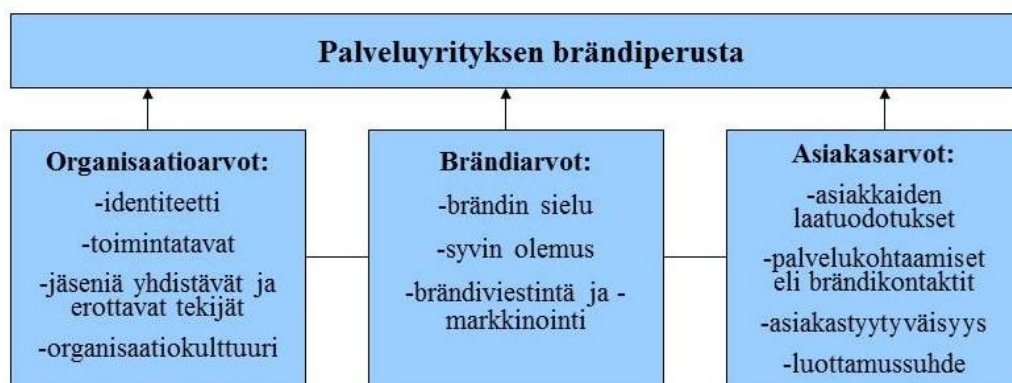 Palveluyrityksen brändiperusta
Organisaatioarvot:
-identiteetti
-toimintatavat
-jäseniä yhdistävät ja
erottavat tekijät
-organisaatiokulttuuri
Brändiarvot:
-brändin sielu
-syvin olemus
-brändiviestintä ja -
markkinointi
Asiakasarvot:
-asiakkaiden
laatuodotukset
-palvelukohtaamiset
eli brändikontaktit
-asiakastyytyväisyys
-luottamussuhde